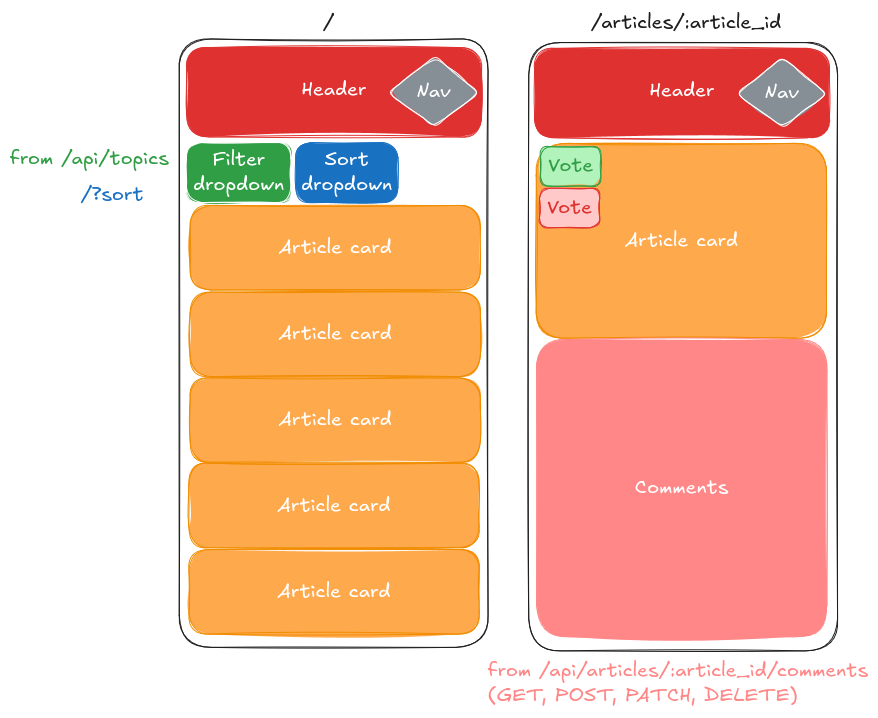 /
/articles/:article_id
Header
Nav
Header
Nav
from /api/topics
/?sort
Filter
dropdown
Sort
dropdown
Article card
Article card
Article card
Article card
Article card
Vote
Vote
Article card
Comments
from /api/articles/:article_id/comments
(GET, POST, PATCH, DELETE)